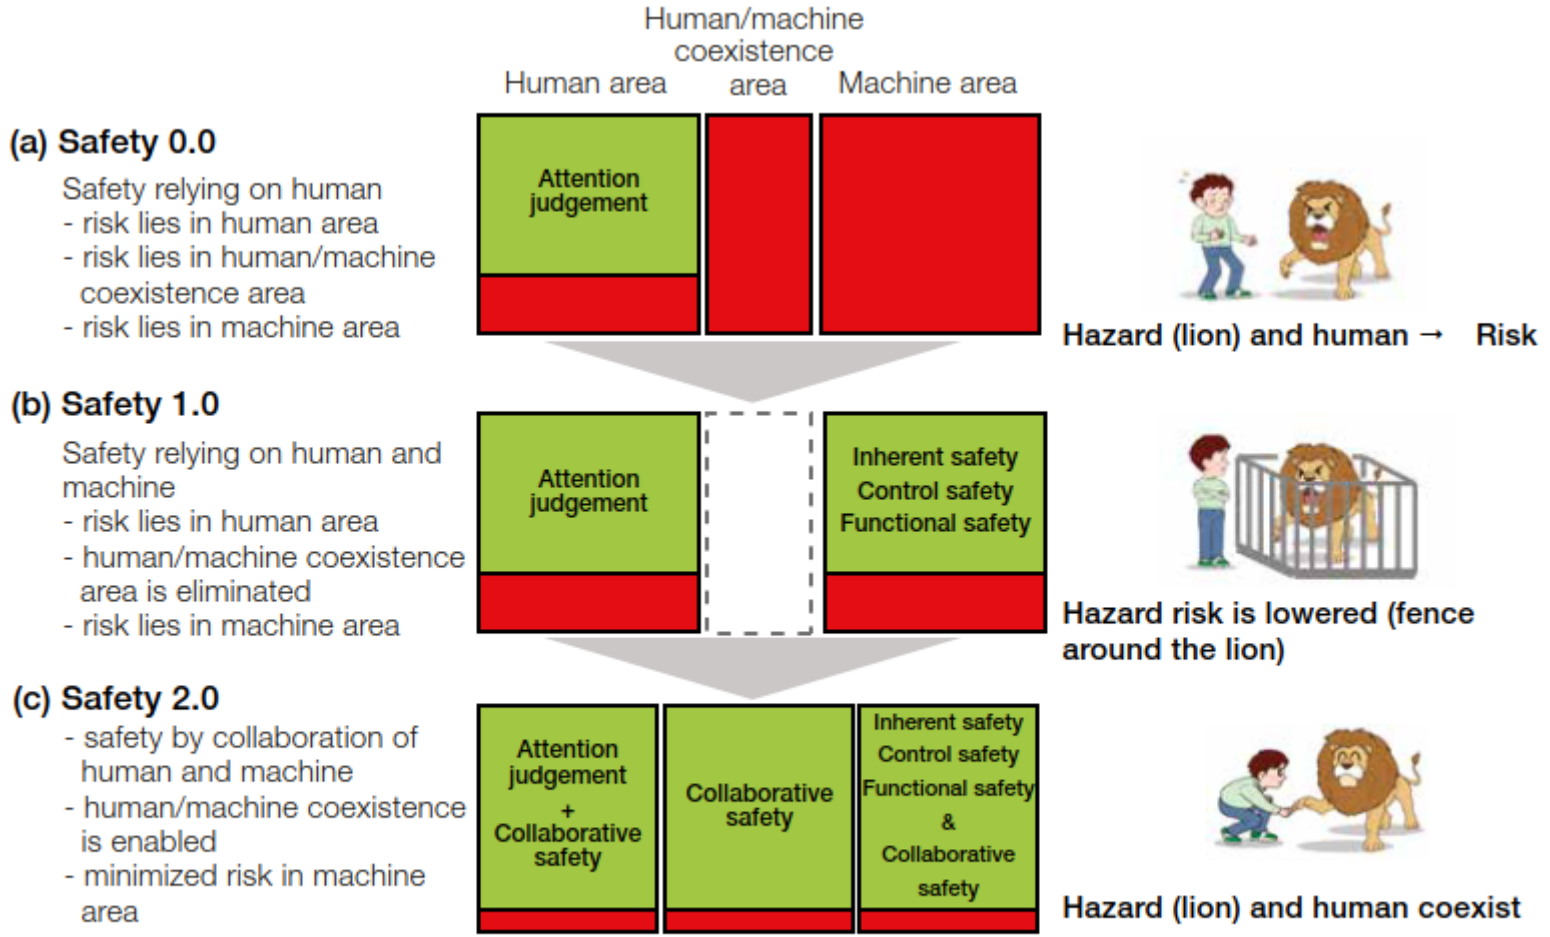 Human/machine
coexistence
area
Human area
Machine area
(a) Safety 0.0
Safety relying on human
- risk lies in human area
- risk lies in human/machine
coexistence area
- risk lies in machine area
Attention
judgement
Hazard (lion) and human → Risk
(b) Safety 1.0
Safety relying on human and
machine
- risk lies in human area
- human/machine coexistence
area is eliminated
- risk lies in machine area
Attention
judgement
Inherent safety
Control safety
Functional safety
Hazard risk is lowered (fence
around the lion)
(c) Safety 2.0
- safety by collaboration of
human and machine
- human/machine coexistence
is enabled
- minimized risk in machine
area
Attention
judgement
+
Collaborative
safety
Collaborative
safety
Inherent safety
Control safety
Functional safety
&
Collaborative
safety
Hazard (lion) and human coexist